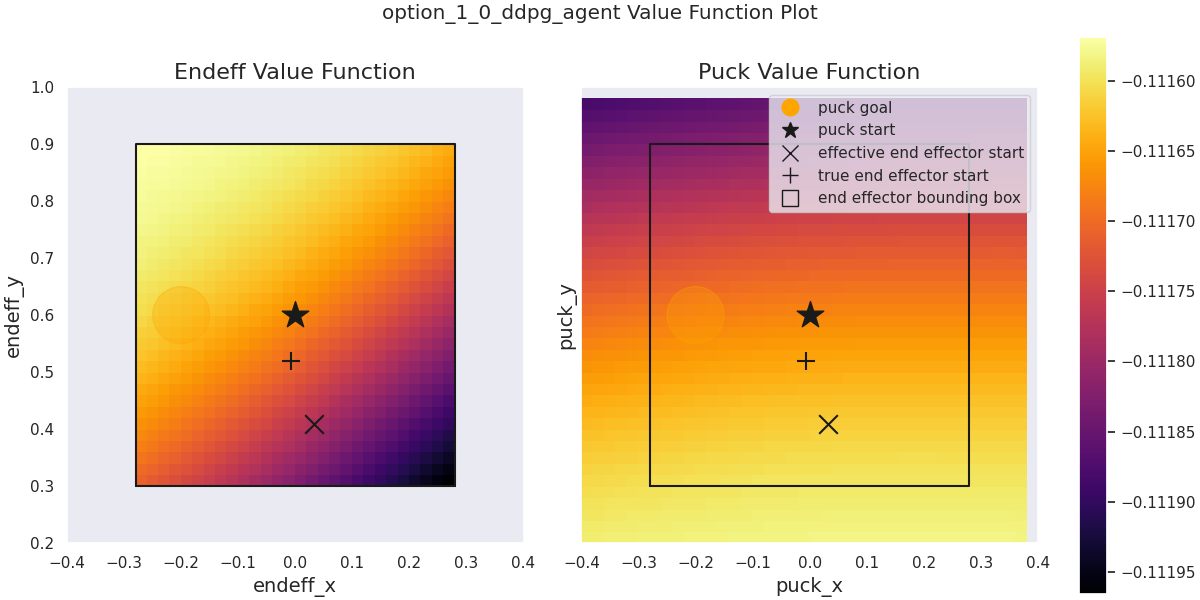 option_1_0_ddpg_agent Value Function Plot
Endeff Value Function
endeff_y
1.0
0.9
0.8
0.7
0.6
0.5
0.4
0.3
0.2
−0.4 −0.3 −0.2 −0.1 0.0 0.1 0.2 0.3 0.4
endeff_x
Puck Value Function
puck goal
puck start
effective end effector start
true end effector start
end effector bounding box
puck_y
−0.4 −0.3 −0.2 −0.1 0.0 0.1 0.2 0.3 0.4
puck_x
−0.11160
−0.11165
−0.11170
−0.11175
−0.11180
−0.11185
−0.11190
−0.11195